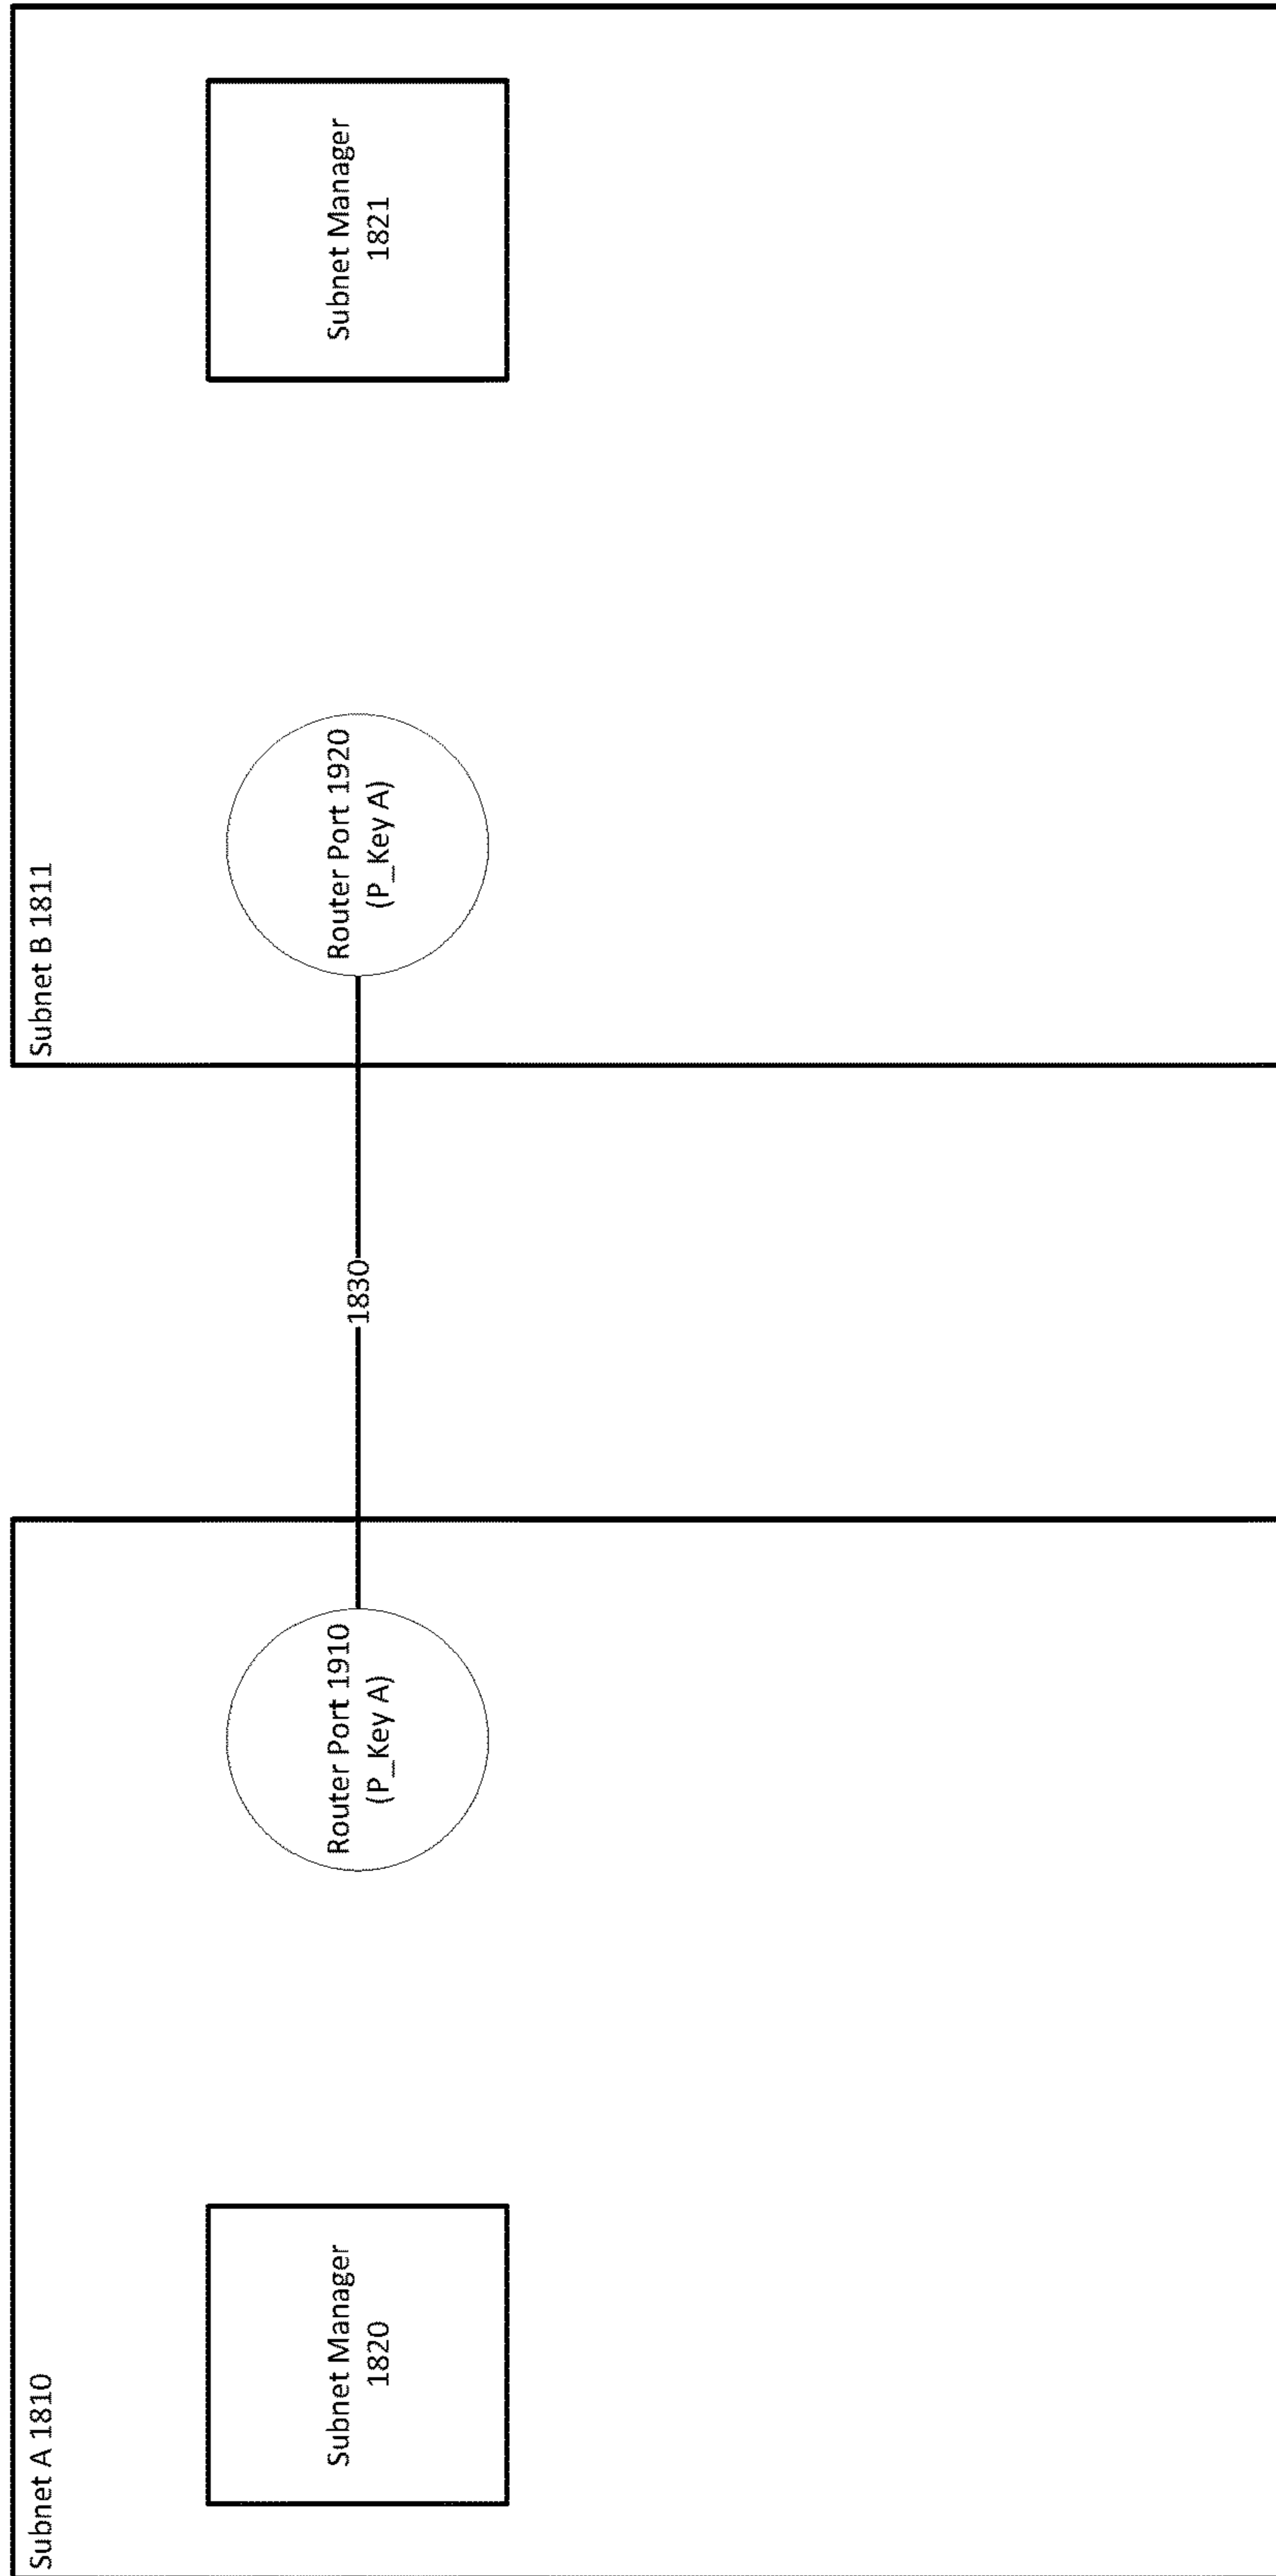 Subnet A 1810
Subnet Manager
1820
Router Port 1910
(P_Key A)
1830
Subnet B 1811
Router Port 1920
(P_Key A)
Subnet Manager
1821